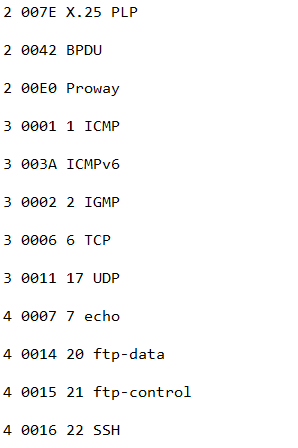 2 007E X.25 PLP
2 0042 BPDU
2 00E0 Proway
3 0001 1 ICMP
3 003A ICMPv6
3 0002 2 IGMP
3 0006 6 TCP
3 0011 17 UDP
4 0007 7 echo
4 0014 20 ftp-data
4 0015 21 ftp-control
4 0016 22 SSH